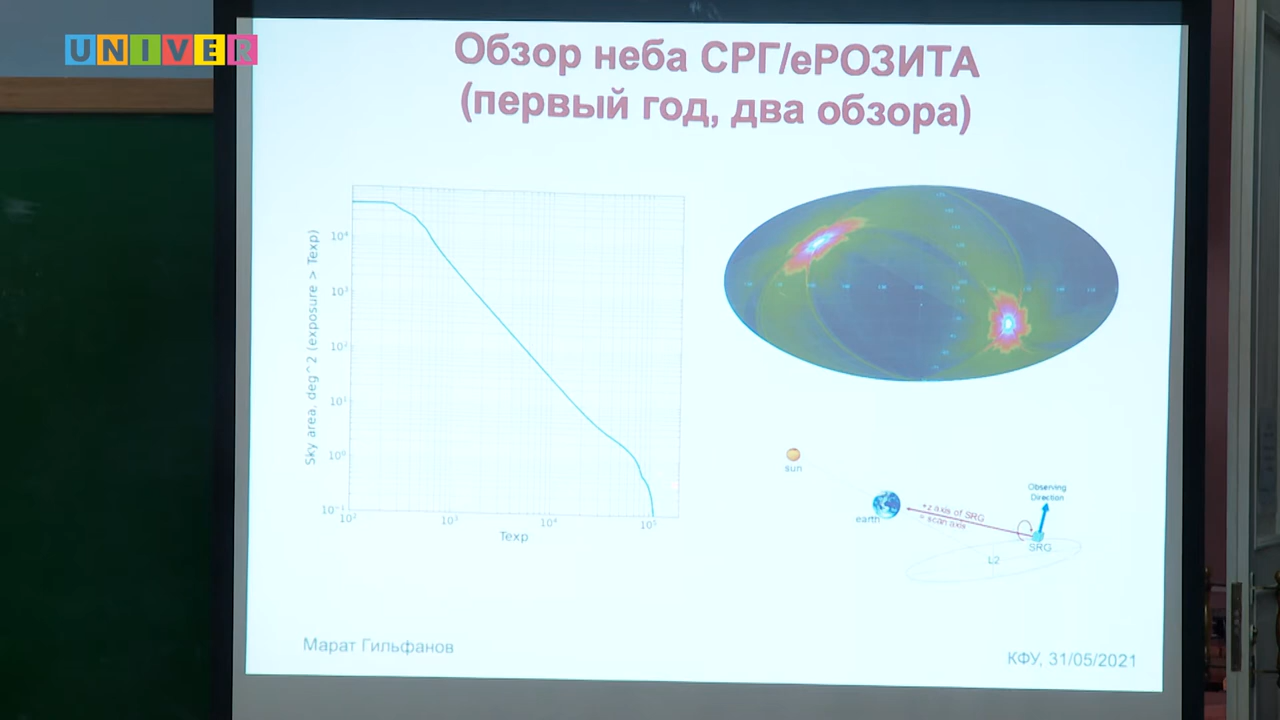 UNIVER
Обзор неба СРГ/еРОЗИТА
(первый год, два обзора)
Sky area, deg^2 (exposure > Texp)
10⁴
10³
10²
10¹
10⁰
10⁻¹
10²
10³
10⁴
10⁵
Texp
sun
earth
+z axis of SRG
= scan axis
Observing
Direction
SRG
L2
Марат Гильфанов
КФУ, 31/05/2021